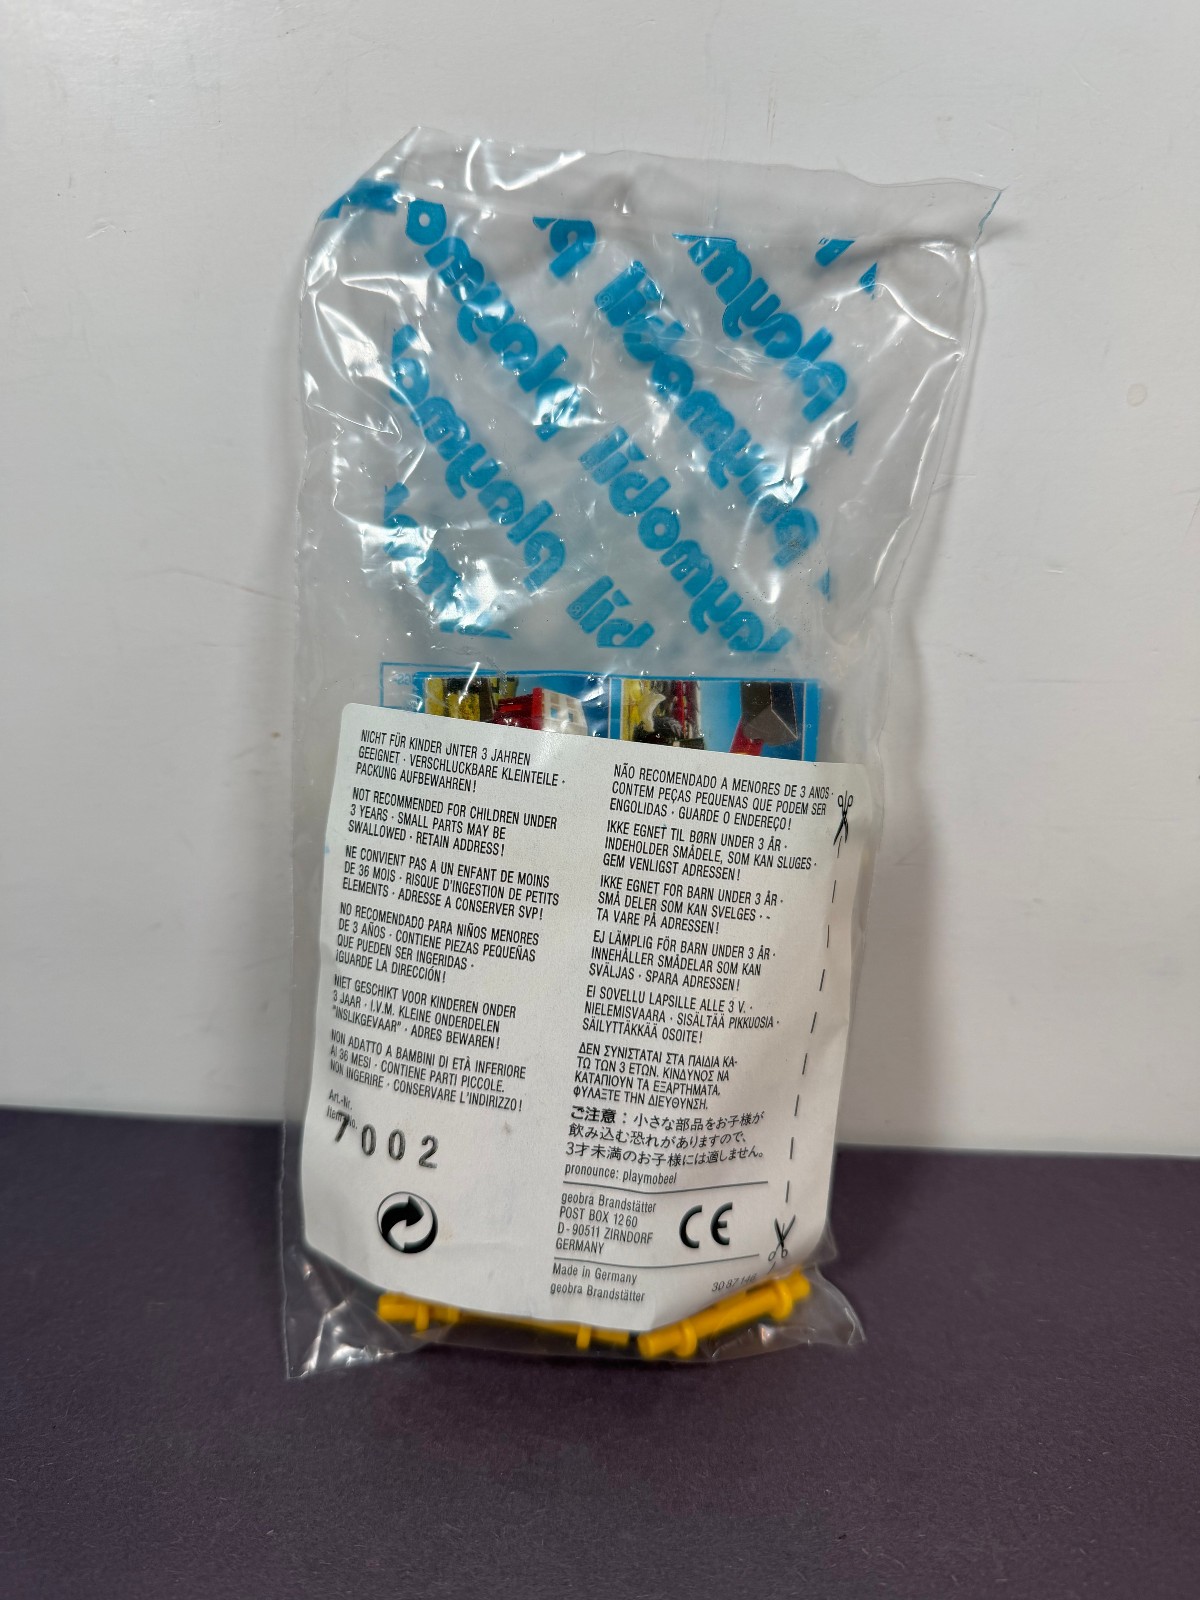 playmobil
playmobil
playmobil
playmobil
playmobil
NICHT FÜR KINDER UNTER 3 JAHREN
GEEIGNET · VERSCHLUCKBARE KLEINTEILE ·
PACKUNG AUFBEWAHREN!
NOT RECOMMENDED FOR CHILDREN UNDER
3 YEARS · SMALL PARTS MAY BE
SWALLOWED · RETAIN ADDRESS!
NE CONVIENT PAS A UN ENFANT DE MOINS
DE 36 MOIS · RISQUE D'INGESTION DE PETITS
ELEMENTS · ADRESSE A CONSERVER SVP!
NO RECOMENDADO PARA NIÑOS MENORES
DE 3 AÑOS · CONTIENE PIEZAS PEQUEÑAS
QUE PUEDEN SER INGERIDAS ·
¡GUARDE LA DIRECCIÓN!
NIET GESCHIKT VOOR KINDEREN ONDER
3 JAAR · I.V.M. KLEINE ONDERDELEN
"INSLIKGEVAAR" · ADRES BEWAREN!
NON ADATTO A BAMBINI DI ETÀ INFERIORE
AI 36 MESI · CONTIENE PARTI PICCOLE.
NON INGERIRE · CONSERVARE L'INDIRIZZO!
Art.-Nr.
Item-No.
7002
NÃO RECOMENDADO A MENORES DE 3 ANOS ·
CONTEM PEÇAS PEQUENAS QUE PODEM SER
ENGOLIDAS · GUARDE O ENDEREÇO!
IKKE EGNET TIL BØRN UNDER 3 ÅR ·
INDEHOLDER SMÅDELE, SOM KAN SLUGES ·
GEM VENLIGST ADRESSEN!
IKKE EGNET FOR BARN UNDER 3 ÅR ·
SMÅ DELER SOM KAN SVELGES · -
TA VARE PÅ ADRESSEN!
EJ LÄMPLIG FÖR BARN UNDER 3 ÅR ·
INNEHÅLLER SMÅDELAR SOM KAN
SVÄLJAS · SPARA ADRESSEN!
EI SOVELLU LAPSILLE ALLE 3 V. ·
NIELEMISVAARA · SISÄLTÄÄ PIKKUOSIA ·
SÄILYTTÄKKÄÄ OSOITE!
ΔΕΝ ΣΥΝΙΣΤΑΤΑΙ ΣΤΑ ΠΑΙΔΙΑ ΚΑ-
ΤΩ ΤΩΝ 3 ΕΤΩΝ. ΚΙΝΔΥΝΟΣ ΝΑ
ΚΑΤΑΠΙΟΥΝ ΤΑ ΕΞΑΡΤΗΜΑΤΑ.
ΦΥΛΑΞΤΕ ΤΗΝ ΔΙΕΥΘΥΝΣΗ.
ご注意：小さな部品をお子様が
飲み込む恐れがありますので、
3才未満のお子様には適しません。
pronounce: playmobeel
geobra Brandstätter
POST BOX 1260
D-90511 ZIRNDORF
GERMANY
CE
Made in Germany
geobra Brandstätter